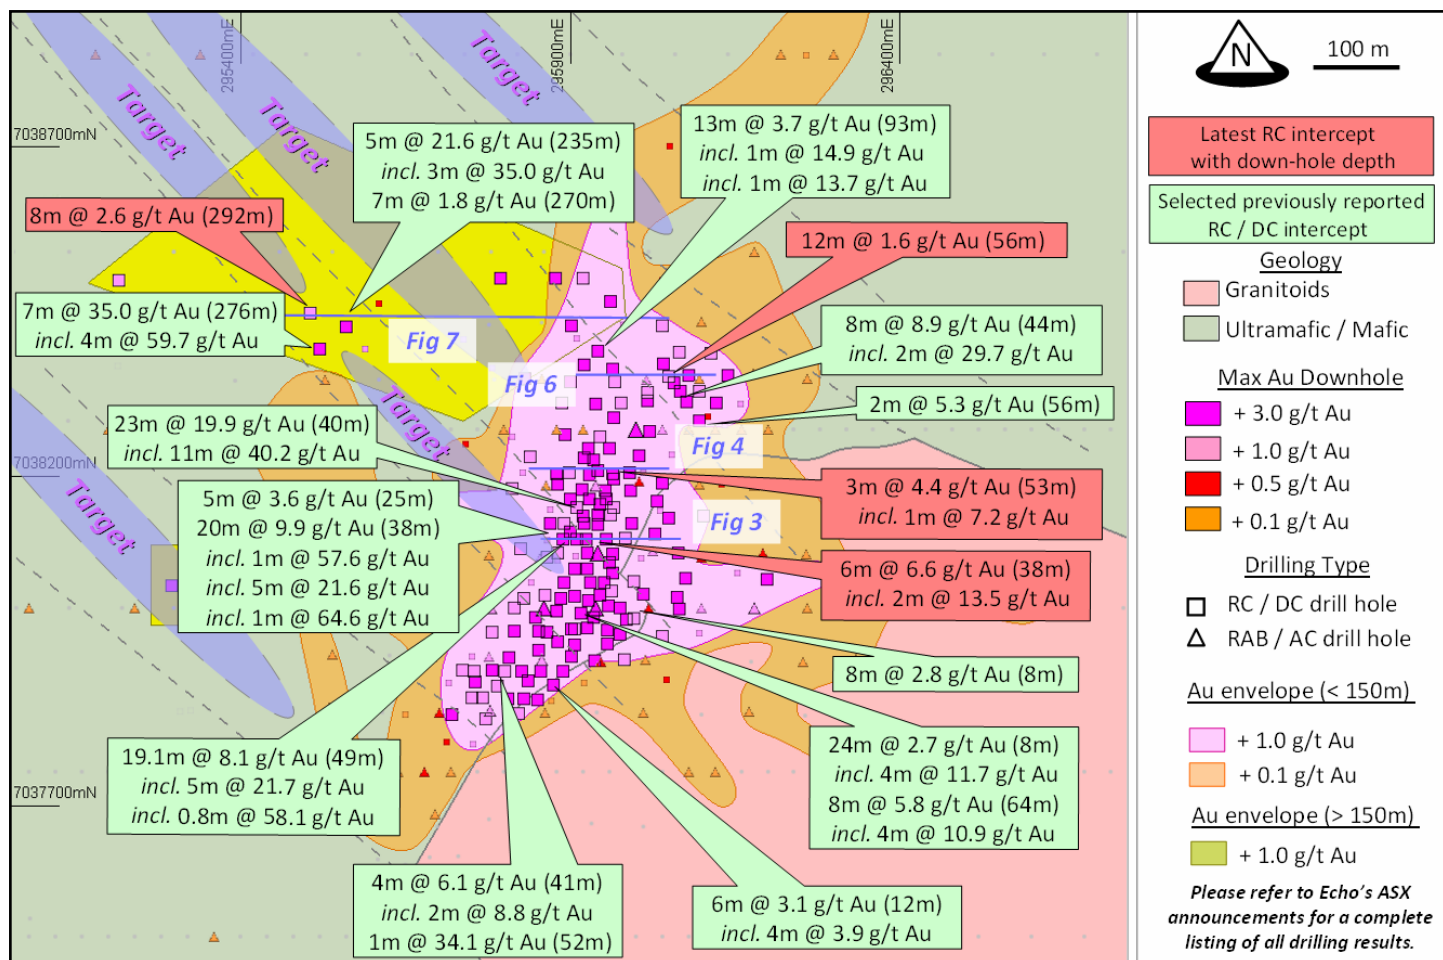 295400mE
295900mE
296400mE
7038700mN
7038200mN
7037700mN
Target
Target
Target
Target
Target
5m @ 21.6 g/t Au (235m)
incl. 3m @ 35.0 g/t Au
7m @ 1.8 g/t Au (270m)
13m @ 3.7 g/t Au (93m)
incl. 1m @ 14.9 g/t Au
incl. 1m @ 13.7 g/t Au
8m @ 2.6 g/t Au (292m)
12m @ 1.6 g/t Au (56m)
7m @ 35.0 g/t Au (276m)
incl. 4m @ 59.7 g/t Au
8m @ 8.9 g/t Au (44m)
incl. 2m @ 29.7 g/t Au
Fig 7
Fig 6
2m @ 5.3 g/t Au (56m)
23m @ 19.9 g/t Au (40m)
incl. 11m @ 40.2 g/t Au
Fig 4
5m @ 3.6 g/t Au (25m)
20m @ 9.9 g/t Au (38m)
incl. 1m @ 57.6 g/t Au
incl. 5m @ 21.6 g/t Au
incl. 1m @ 64.6 g/t Au
3m @ 4.4 g/t Au (53m)
incl. 1m @ 7.2 g/t Au
Fig 3
6m @ 6.6 g/t Au (38m)
incl. 2m @ 13.5 g/t Au
8m @ 2.8 g/t Au (8m)
19.1m @ 8.1 g/t Au (49m)
incl. 5m @ 21.7 g/t Au
incl. 0.8m @ 58.1 g/t Au
24m @ 2.7 g/t Au (8m)
incl. 4m @ 11.7 g/t Au
8m @ 5.8 g/t Au (64m)
incl. 4m @ 10.9 g/t Au
4m @ 6.1 g/t Au (41m)
incl. 2m @ 8.8 g/t Au
1m @ 34.1 g/t Au (52m)
6m @ 3.1 g/t Au (12m)
incl. 4m @ 3.9 g/t Au
N
100 m
Latest RC intercept
with down-hole depth
Selected previously reported
RC / DC intercept
Geology
Granitoids
Ultramafic / Mafic
Max Au Downhole
+ 3.0 g/t Au
+ 1.0 g/t Au
+ 0.5 g/t Au
+ 0.1 g/t Au
Drilling Type
RC / DC drill hole
RAB / AC drill hole
Au envelope (< 150m)
+ 1.0 g/t Au
+ 0.1 g/t Au
Au envelope (> 150m)
+ 1.0 g/t Au
Please refer to Echo's ASX
announcements for a complete
listing of all drilling results.